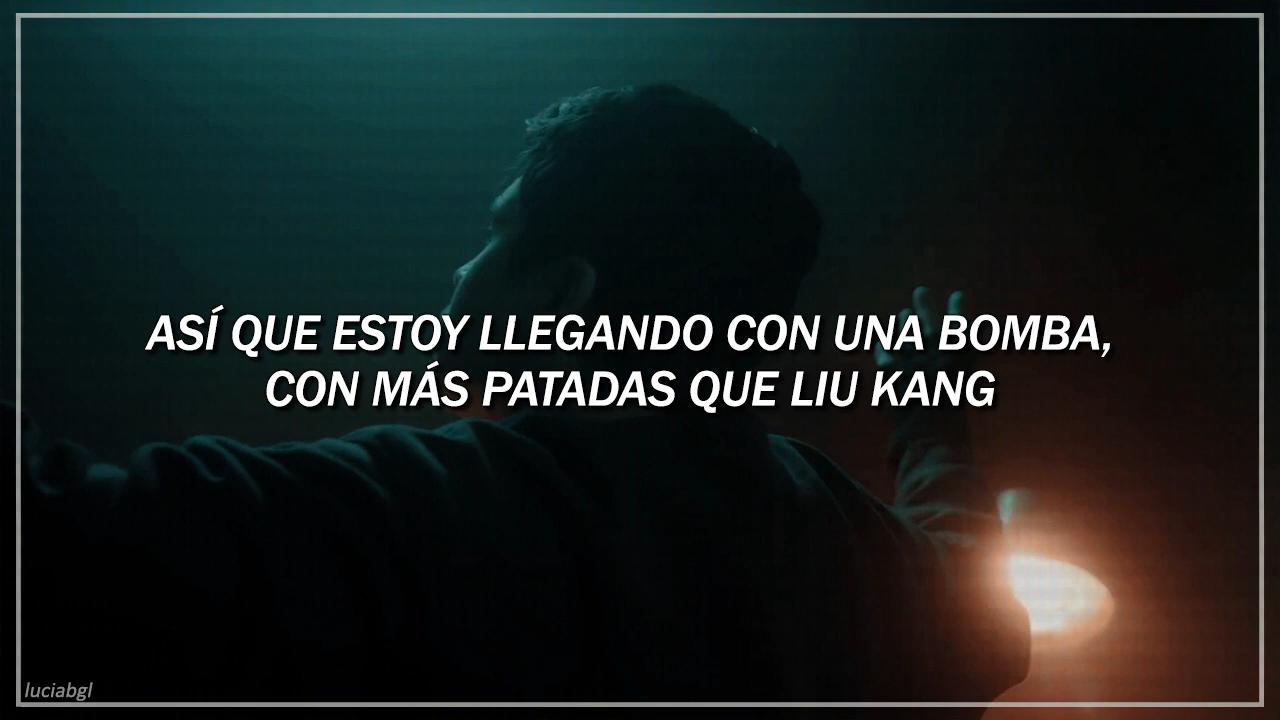 ASÍ QUE ESTOY LLEGANDO CON UNA BOMBA,
CON MÁS PATADAS QUE LIU KANG
luciabgl